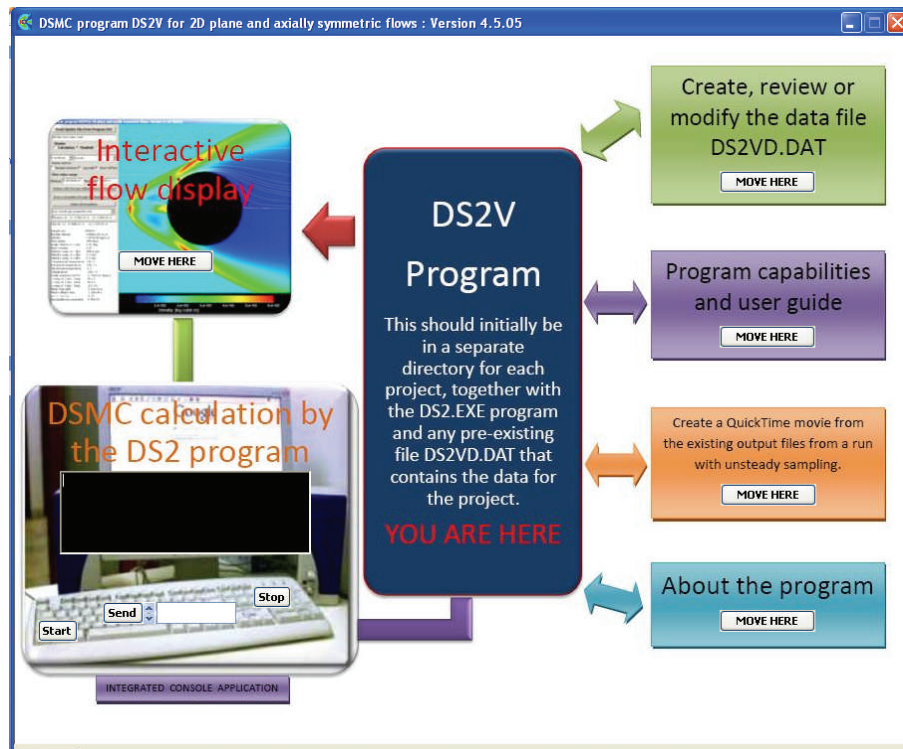 DSMC program DS2V for 2D plane and axially symmetric flows : Version 4.5.05
Interactive
flow display
MOVE HERE
DSMC calculation by
the DS2 program
Google
Start
Send
Stop
INTEGRATED CONSOLE APPLICATION
DS2V
Program
This should initially be
in a separate
directory for each
project, together with
the DS2.EXE program
and any pre-existing
file DS2VD.DAT that
contains the data for
the project.
YOU ARE HERE
Create, review or
modify the data file
DS2VD.DAT
MOVE HERE
Program capabilities
and user guide
MOVE HERE
Create a QuickTime movie from
the existing output files from a run
with unsteady sampling.
MOVE HERE
About the program
MOVE HERE